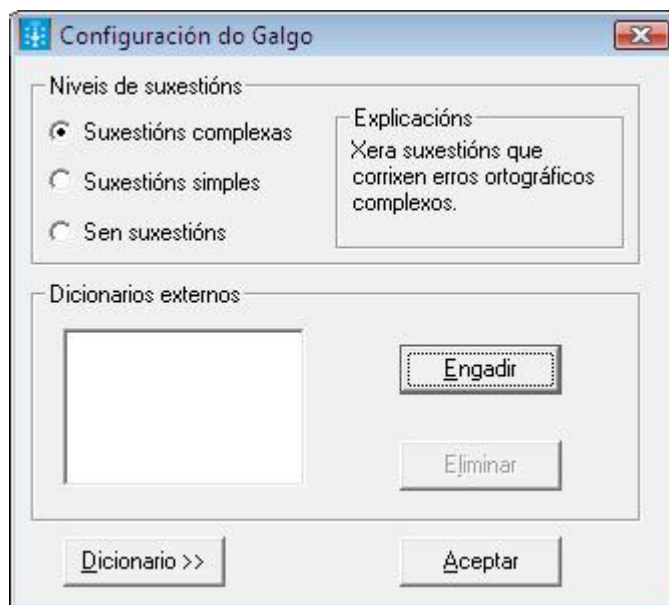 Configuración do Galgo
Niveis de suxestións
Suxestións complexas
Suxestións simples
Sen suxestións
Explicacións
Xera suxestións que
corrixen erros ortográficos
complexos.
Dicionarios externos
Engadir
Eliminar
Dicionario >>
Aceptar